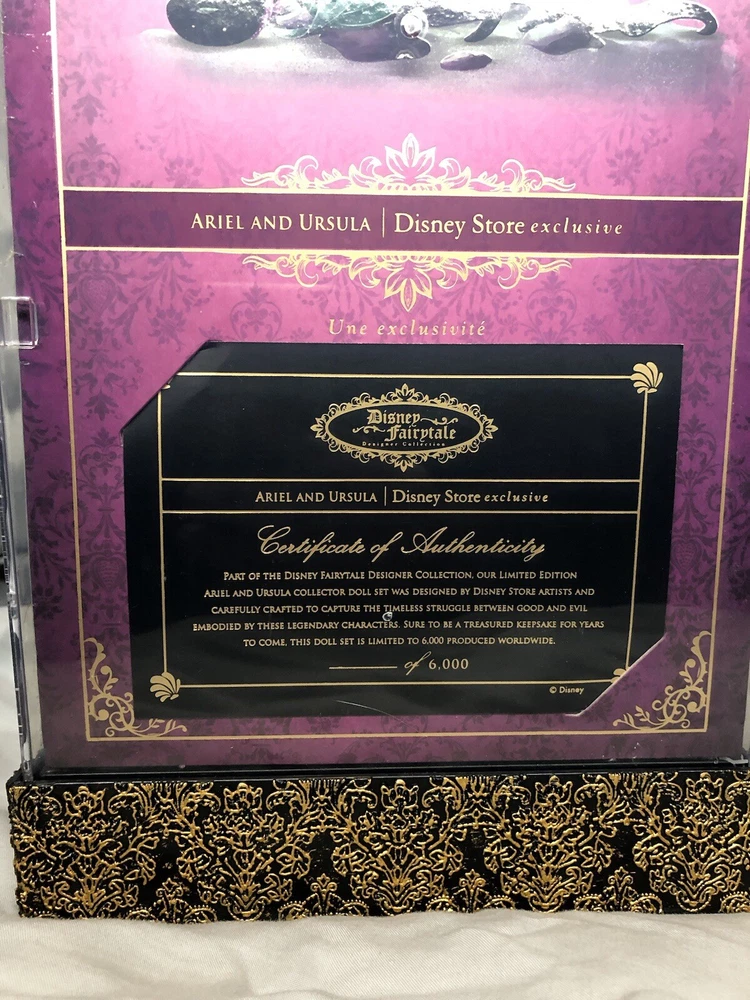 ARIEL AND URSULA | Disney Store exclusive
Une exclusivité
Disney
Fairytale
Designer Collection
ARIEL AND URSULA | Disney Store exclusive
Certificate of Authenticity
PART OF THE DISNEY FAIRYTALE DESIGNER COLLECTION, OUR LIMITED EDITION
ARIEL AND URSULA COLLECTOR DOLL SET WAS DESIGNED BY DISNEY STORE ARTISTS AND
CAREFULLY CRAFTED TO CAPTURE THE TIMELESS STRUGGLE BETWEEN GOOD AND EVIL
EMBODIED BY THESE LEGENDARY CHARACTERS. SURE TO BE A TREASURED KEEPSAKE FOR YEARS
TO COME, THIS DOLL SET IS LIMITED TO 6,000 PRODUCED WORLDWIDE.
of 6,000
© Disney